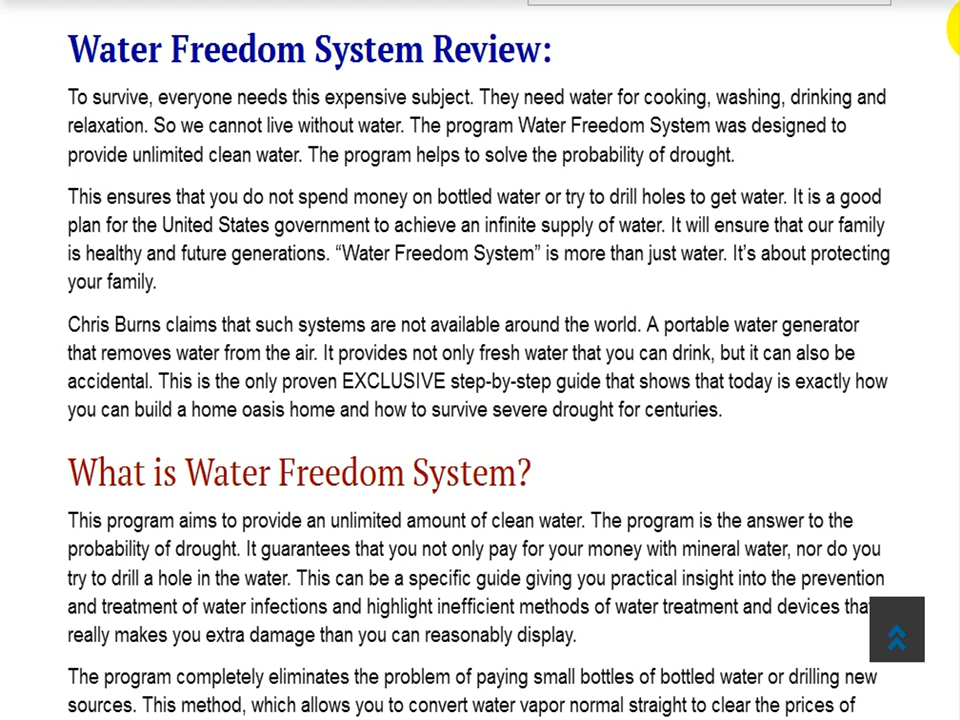 Water Freedom System Review:
To survive, everyone needs this expensive subject. They need water for cooking, washing, drinking and
relaxation. So we cannot live without water. The program Water Freedom System was designed to
provide unlimited clean water. The program helps to solve the probability of drought.
This ensures that you do not spend money on bottled water or try to drill holes to get water. It is a good
plan for the United States government to achieve an infinite supply of water. It will ensure that our family
is healthy and future generations. “Water Freedom System” is more than just water. It’s about protecting
your family.
Chris Burns claims that such systems are not available around the world. A portable water generator
that removes water from the air. It provides not only fresh water that you can drink, but it can also be
accidental. This is the only proven EXCLUSIVE step-by-step guide that shows that today is exactly how
you can build a home oasis home and how to survive severe drought for centuries.
What is Water Freedom System?
This program aims to provide an unlimited amount of clean water. The program is the answer to the
probability of drought. It guarantees that you not only pay for your money with mineral water, nor do you
try to drill a hole in the water. This can be a specific guide giving you practical insight into the prevention
and treatment of water infections and highlight inefficient methods of water treatment and devices that
really makes you extra damage than you can reasonably display.
The program completely eliminates the problem of paying small bottles of bottled water or drilling new
sources. This method, which allows you to convert water vapor normal straight to clear the prices of